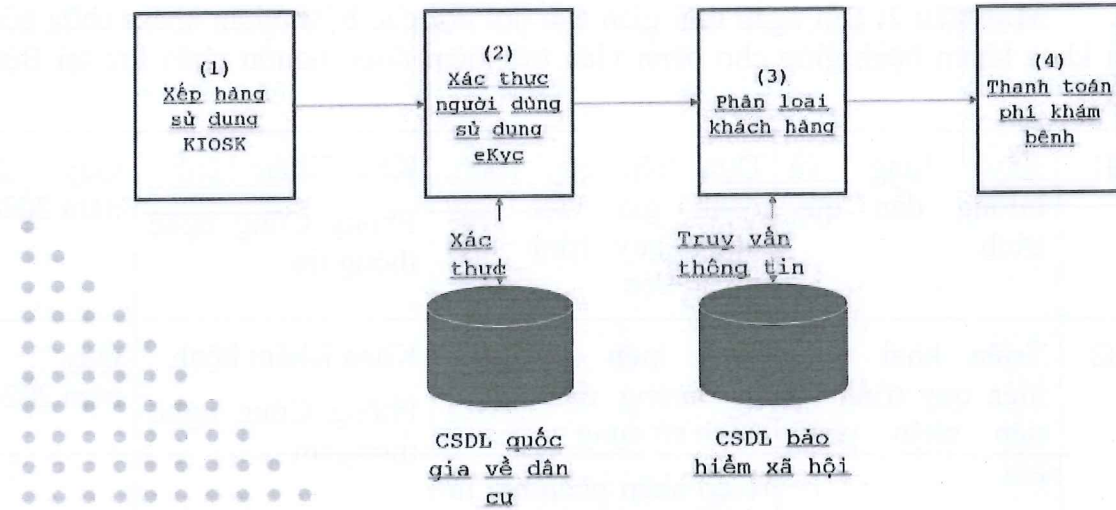 (1)
Xếp hàng
sử dụng
KIOSK
(2)
Xác thực
người dùng
sử dụng
eKyc
(3)
Phân loại
khách hàng
(4)
Thanh toán
phí khám
bệnh
Xác
thực
Truy vấn
thông tin
CSDL quốc
gia về dân
cư
CSDL bảo
hiểm xã hội